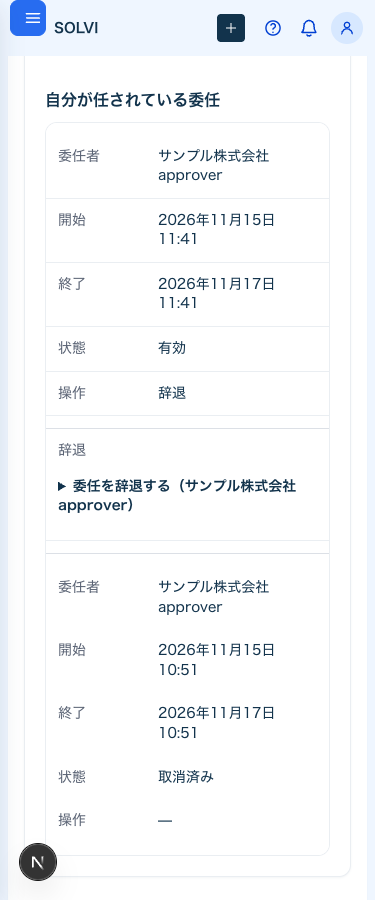 SOLVI
自分が任されている委任
委任者
サンプル株式会社
approver
開始
2026年11月15日
11:41
終了
2026年11月17日
11:41
状態
有効
操作
辞退
辞退
▶ 委任を辞退する（サンプル株式会社
approver）
委任者
サンプル株式会社
approver
開始
2026年11月15日
10:51
終了
2026年11月17日
10:51
状態
取消済み
操作
—
N